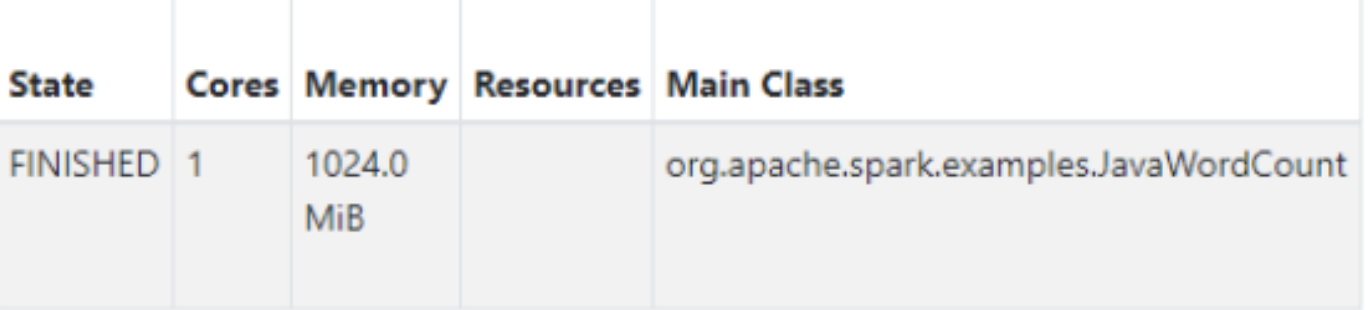 State Cores Memory Resources Main Class
FINISHED 1 1024.0 org.apache.spark.examples.JavaWordCount
MiB